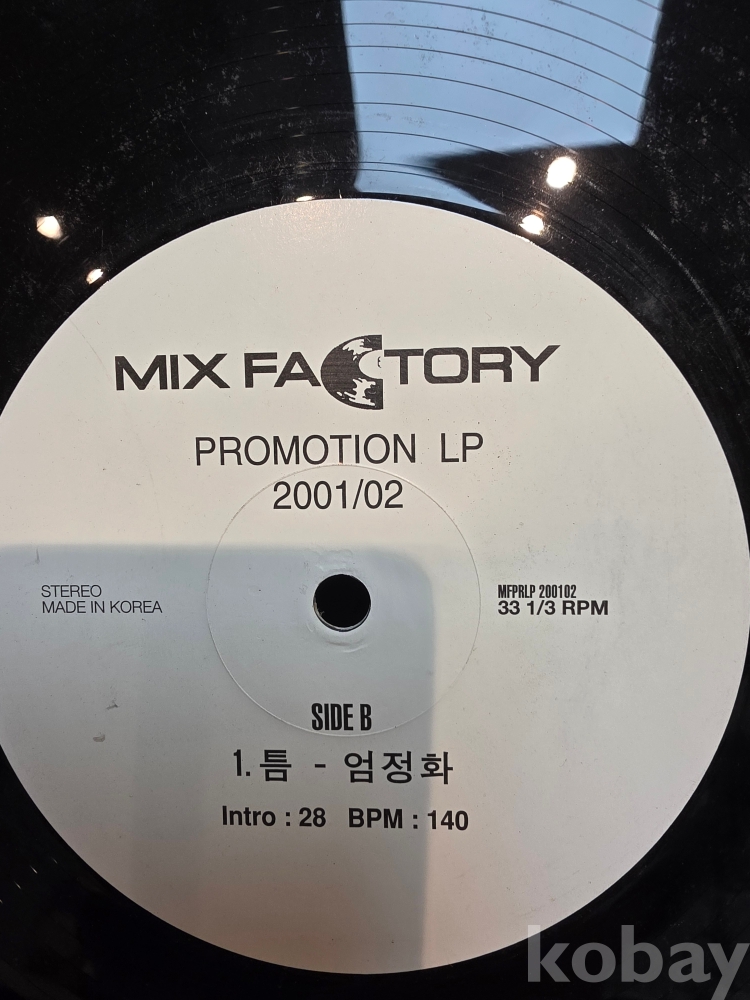 MIX FACTORY
PROMOTION LP
2001/02
STEREO
MADE IN KOREA
MFPRLP 200102
33 1/3 RPM
SIDE B
1. 틈 - 엄정화
Intro : 28 BPM : 140
kobay